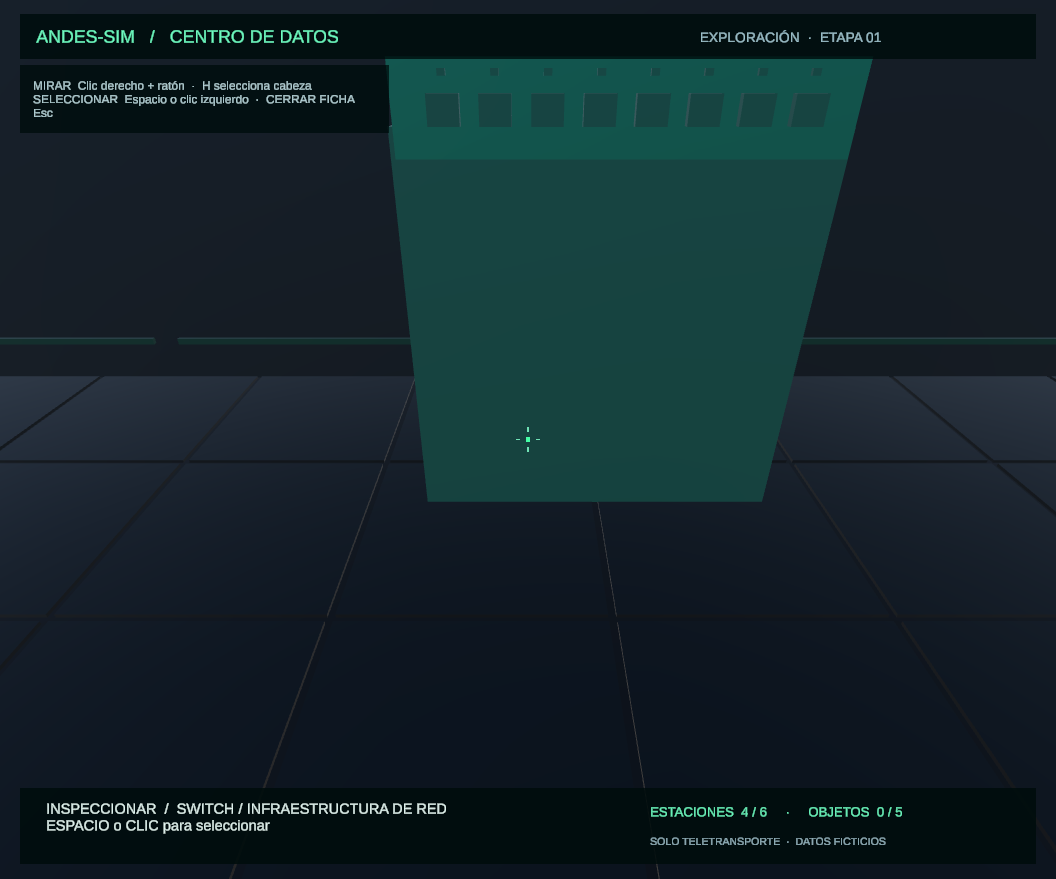 ANDES-SIM / CENTRO DE DATOS
EXPLORACIÓN · ETAPA 01
MIRAR Clic derecho + ratón · H selecciona cabeza
SELECCIONAR Espacio o clic izquierdo · CERRAR FICHA
Esc
INSPECCIONAR / SWITCH / INFRAESTRUCTURA DE RED
ESPACIO o CLIC para seleccionar
ESTACIONES 4 / 6 · OBJETOS 0 / 5
SOLO TELETRANSPORTE · DATOS FICTICIOS